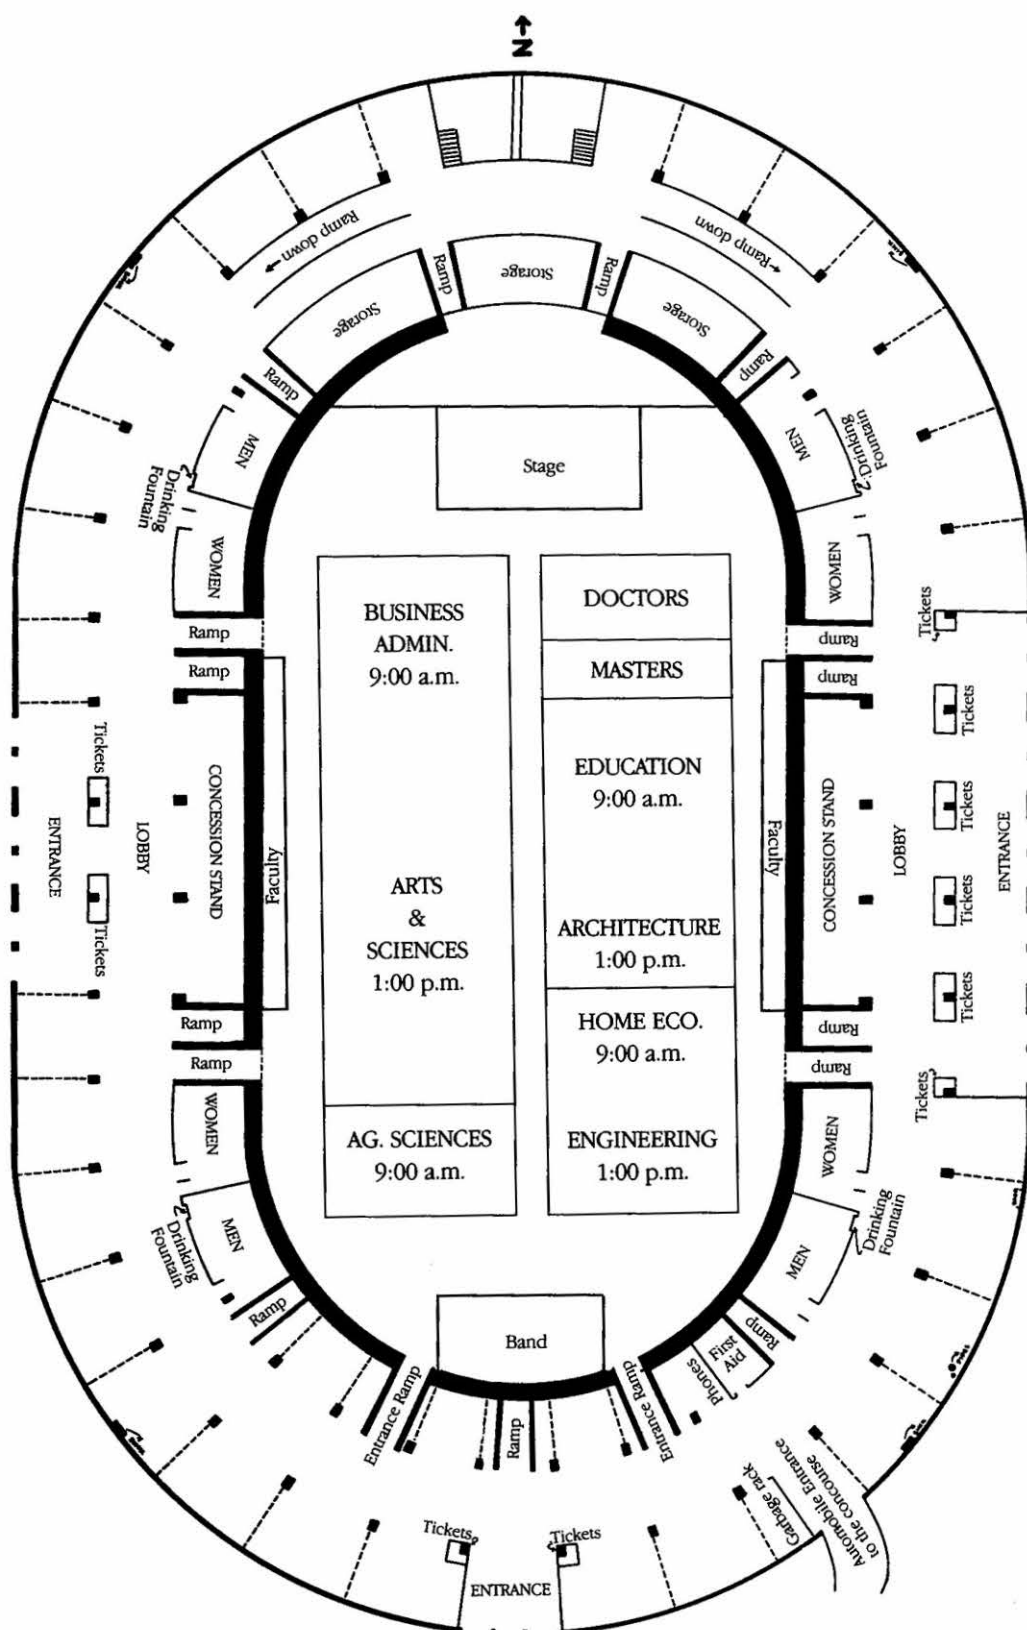 N
Ramp down
Ramp down
Ramp
Storage
Ramp
Storage
Storage
Ramp
Ramp
MEN
MEN
Drinking
Fountain
Drinking
Fountain
Stage
WOMEN
WOMEN
Ramp
Ramp
Tickets
Ramp
Ramp
BUSINESS
ADMIN.
9:00 a.m.
DOCTORS
MASTERS
EDUCATION
9:00 a.m.
ARTS
&
SCIENCES
1:00 p.m.
ARCHITECTURE
1:00 p.m.
HOME ECO.
9:00 a.m.
AG. SCIENCES
9:00 a.m.
ENGINEERING
1:00 p.m.
Tickets
ENTRANCE
LOBBY
CONCESSION STAND
Faculty
Tickets
Faculty
CONCESSION STAND
LOBBY
Tickets
Tickets
Tickets
Tickets
ENTRANCE
Ramp
Ramp
Ramp
Ramp
Tickets
WOMEN
WOMEN
MEN
MEN
Drinking
Fountain
Drinking
Fountain
Ramp
Ramp
First
Aid
Phones
Band
Entrance Ramp
Ramp
Entrance Ramp
Garbage rack
Automobile Entrance
to the concourse
Tickets
Tickets
ENTRANCE